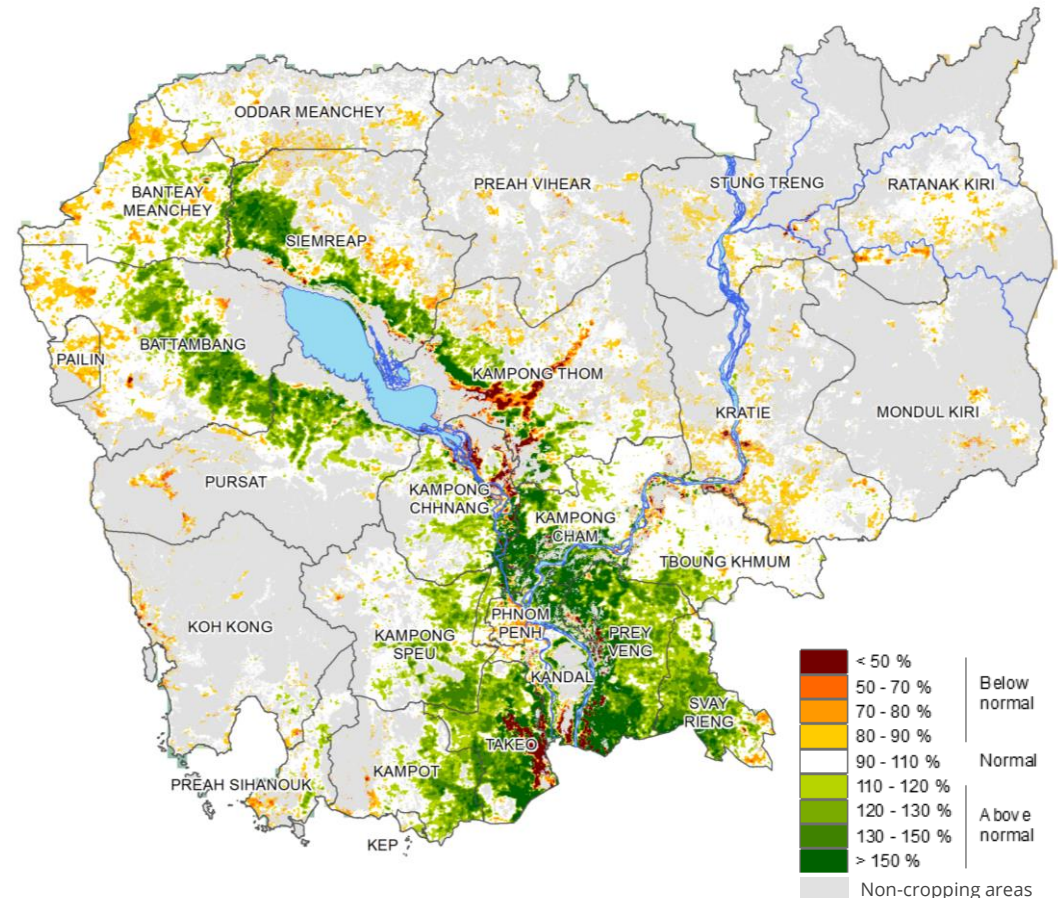 ODDAR MEANCHEY
BANTEAY
MEANCHEY
PREAH VIHEAR
STUNG TRENG
RATANAK KIRI
SIEMREAP
BATTAMBANG
PAILIN
KAMPONG THOM
KRATIE
MONDUL KIRI
PURSAT
KAMPONG
CHHNANG
KAMPONG
CHAM
TBOUNG KHMUM
KOH KONG
KAMPONG
SPEU
PHNOM
PENH
PREY
VENG
KANDAL
SVAY
RIENG
TAKEO
KAMPOT
PREAH SIHANOUK
KEP
< 50 %
50 - 70 %
70 - 80 %
80 - 90 %
Below
normal
90 - 110 %
Normal
110 - 120 %
120 - 130 %
130 - 150 %
> 150 %
Above
normal
Non-cropping areas